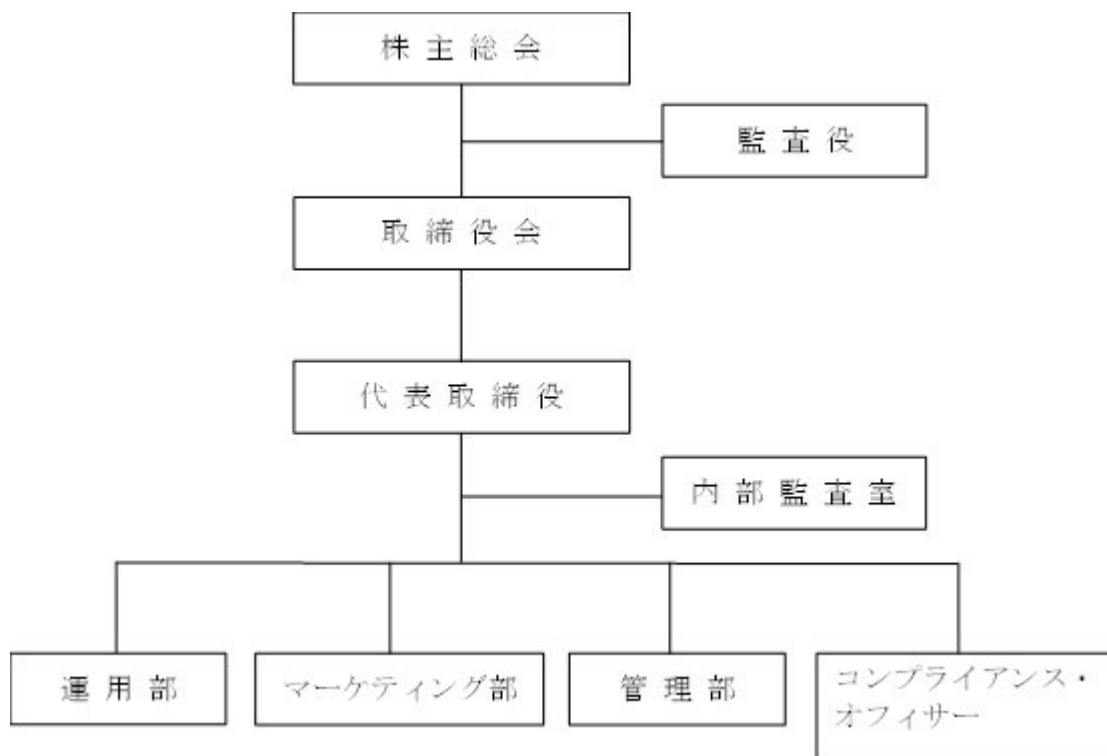 株主総会
監査役
取締役会
代表取締役
内部監査室
運用部
マーケティング部
管理部
コンプライアンス・
オフィサー